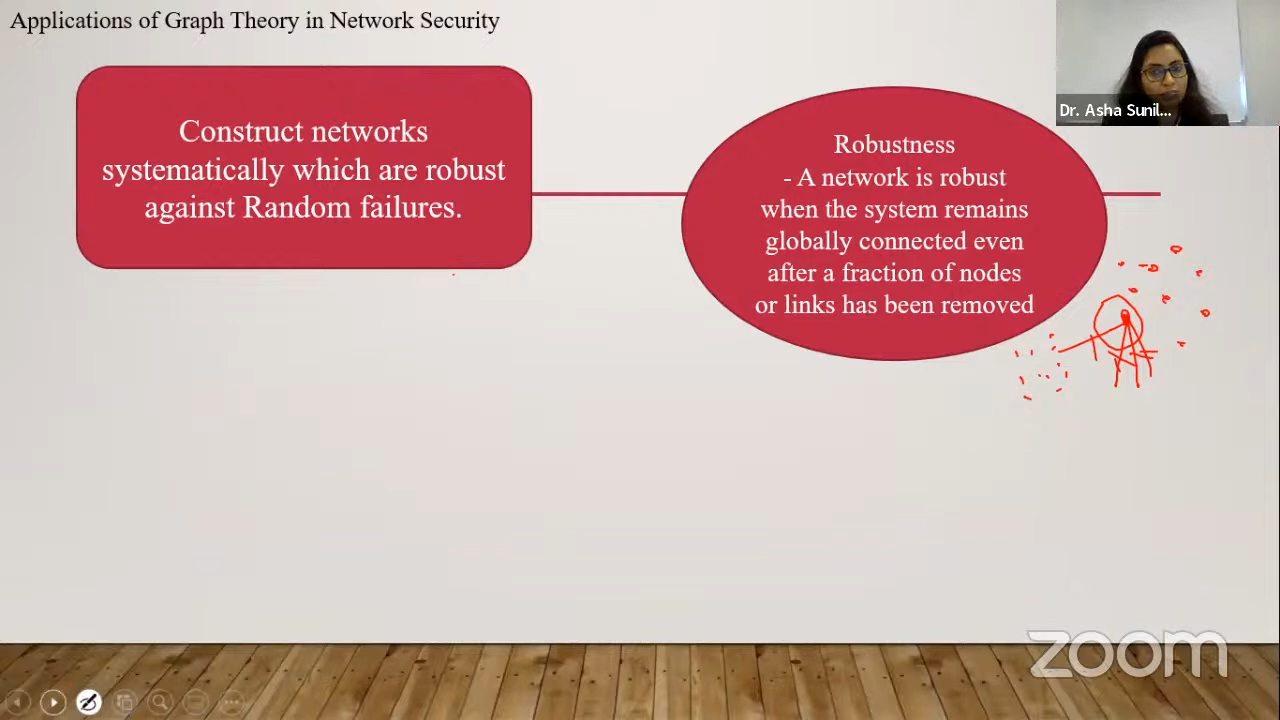 Applications of Graph Theory in Network Security
Construct networks
systematically which are robust
against Random failures.
Robustness
- A network is robust
when the system remains
globally connected even
after a fraction of nodes
or links has been removed
Dr. Asha Sunil...
zoom